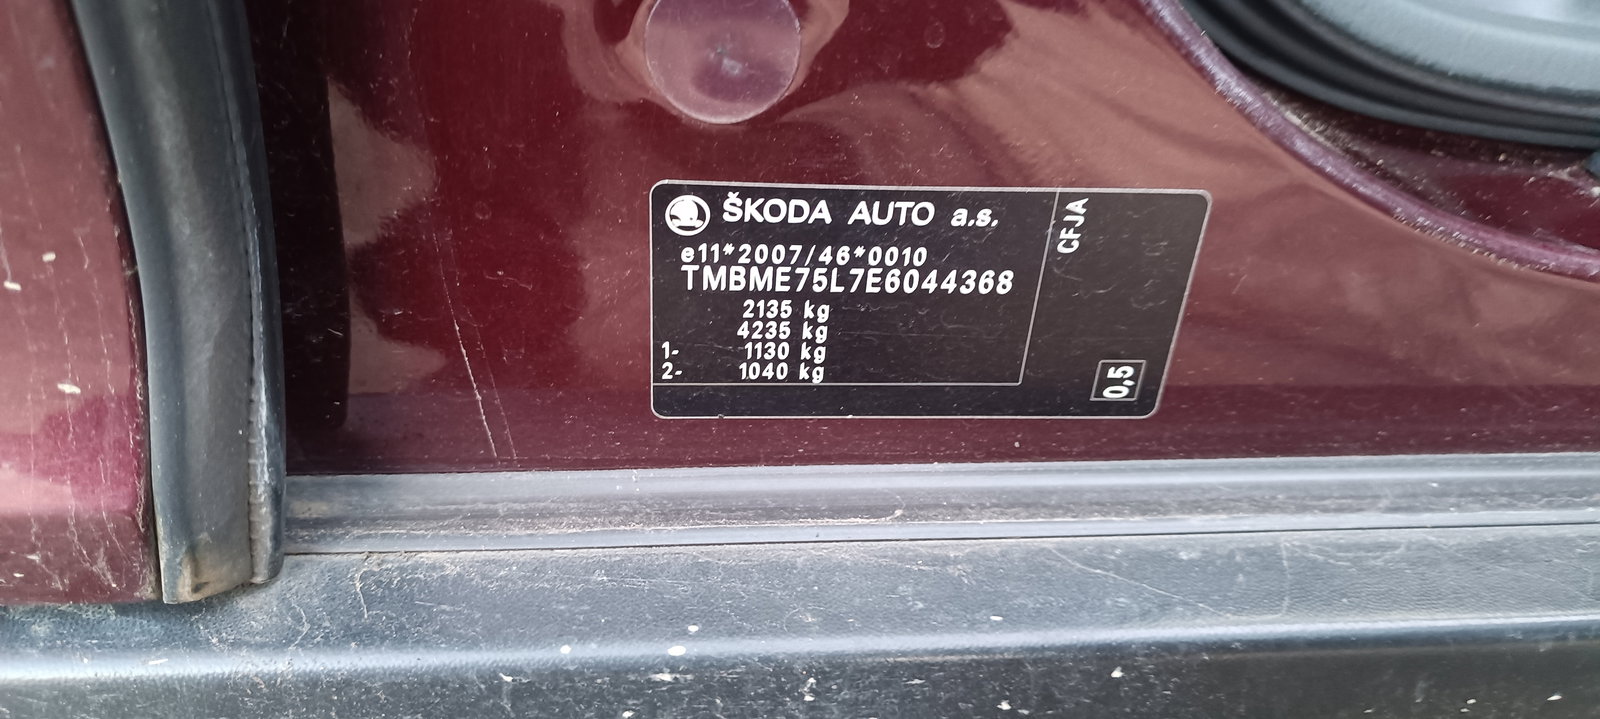 ŠKODA AUTO a.s.
e11*2007/46*0010
TMBME75L7E6044368
2135 kg
4235 kg
1- 1130 kg
2- 1040 kg
CFJA
0,5